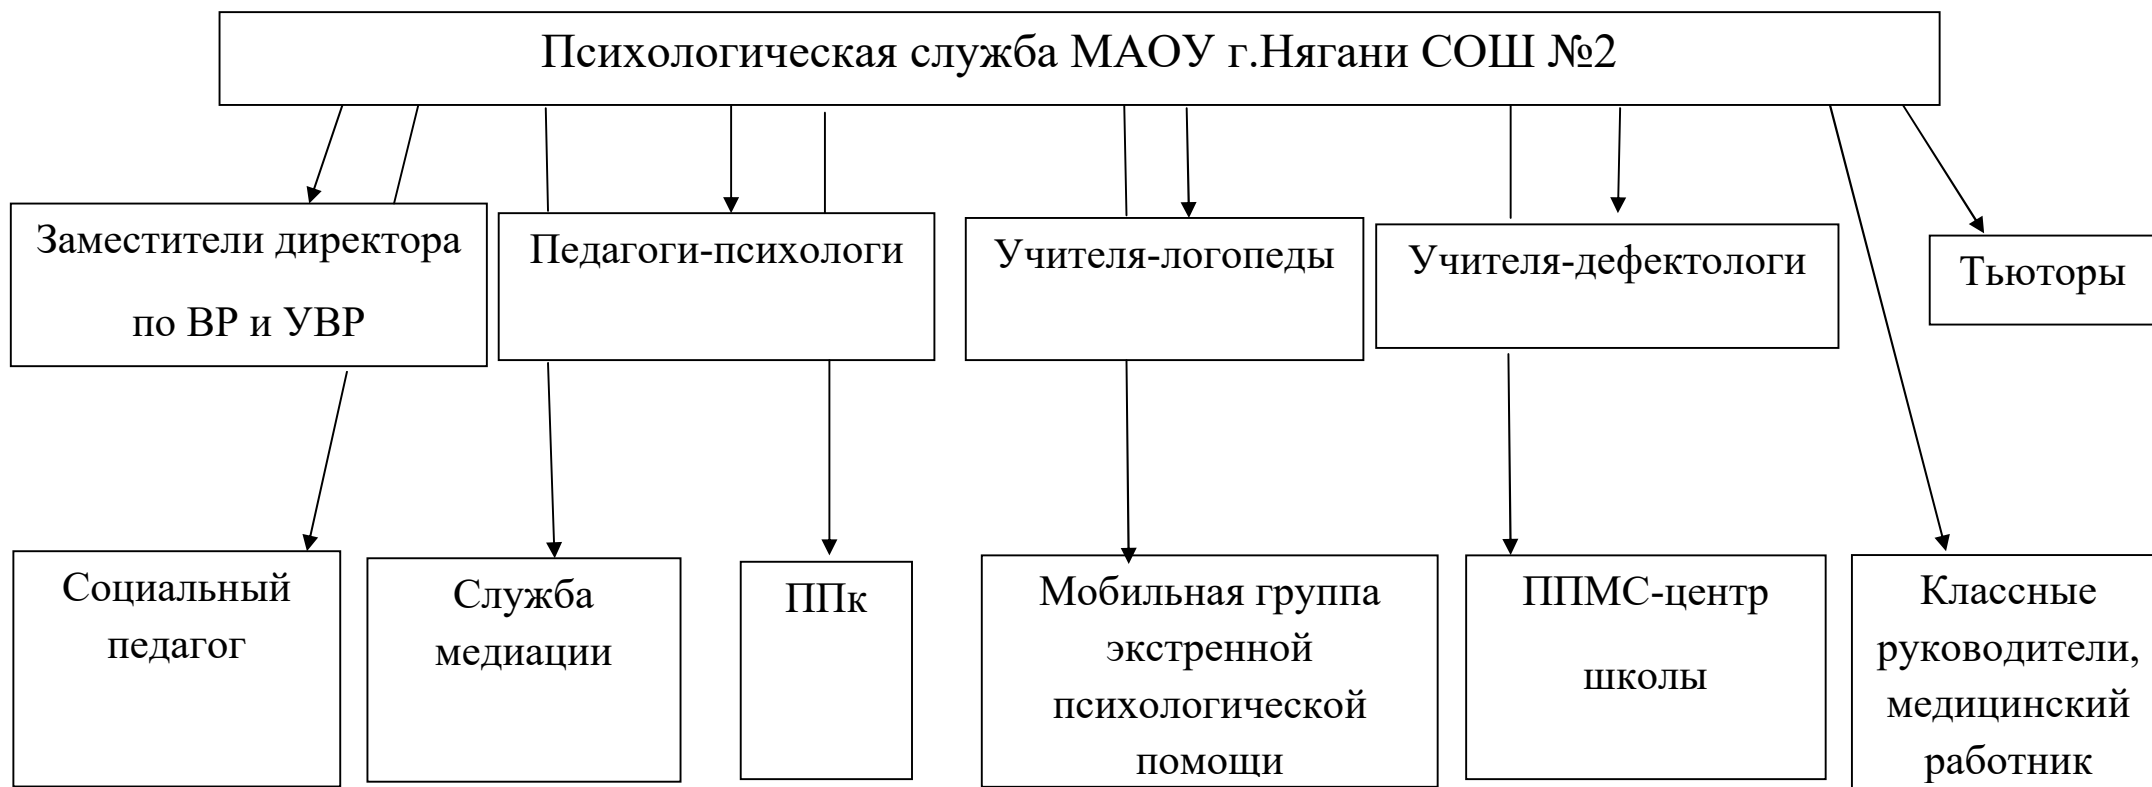 Психологическая служба МАОУ г.Нягани СОШ №2
Заместители директора
по ВР и УВР
Педагоги-психологи
Учителя-логопеды
Учителя-дефектологи
Тьюторы
Социальный
педагог
Служба
медиации
ППк
Мобильная группа
экстренной
психологической
помощи
ППМС-центр
школы
Классные
руководители,
медицинский
работник